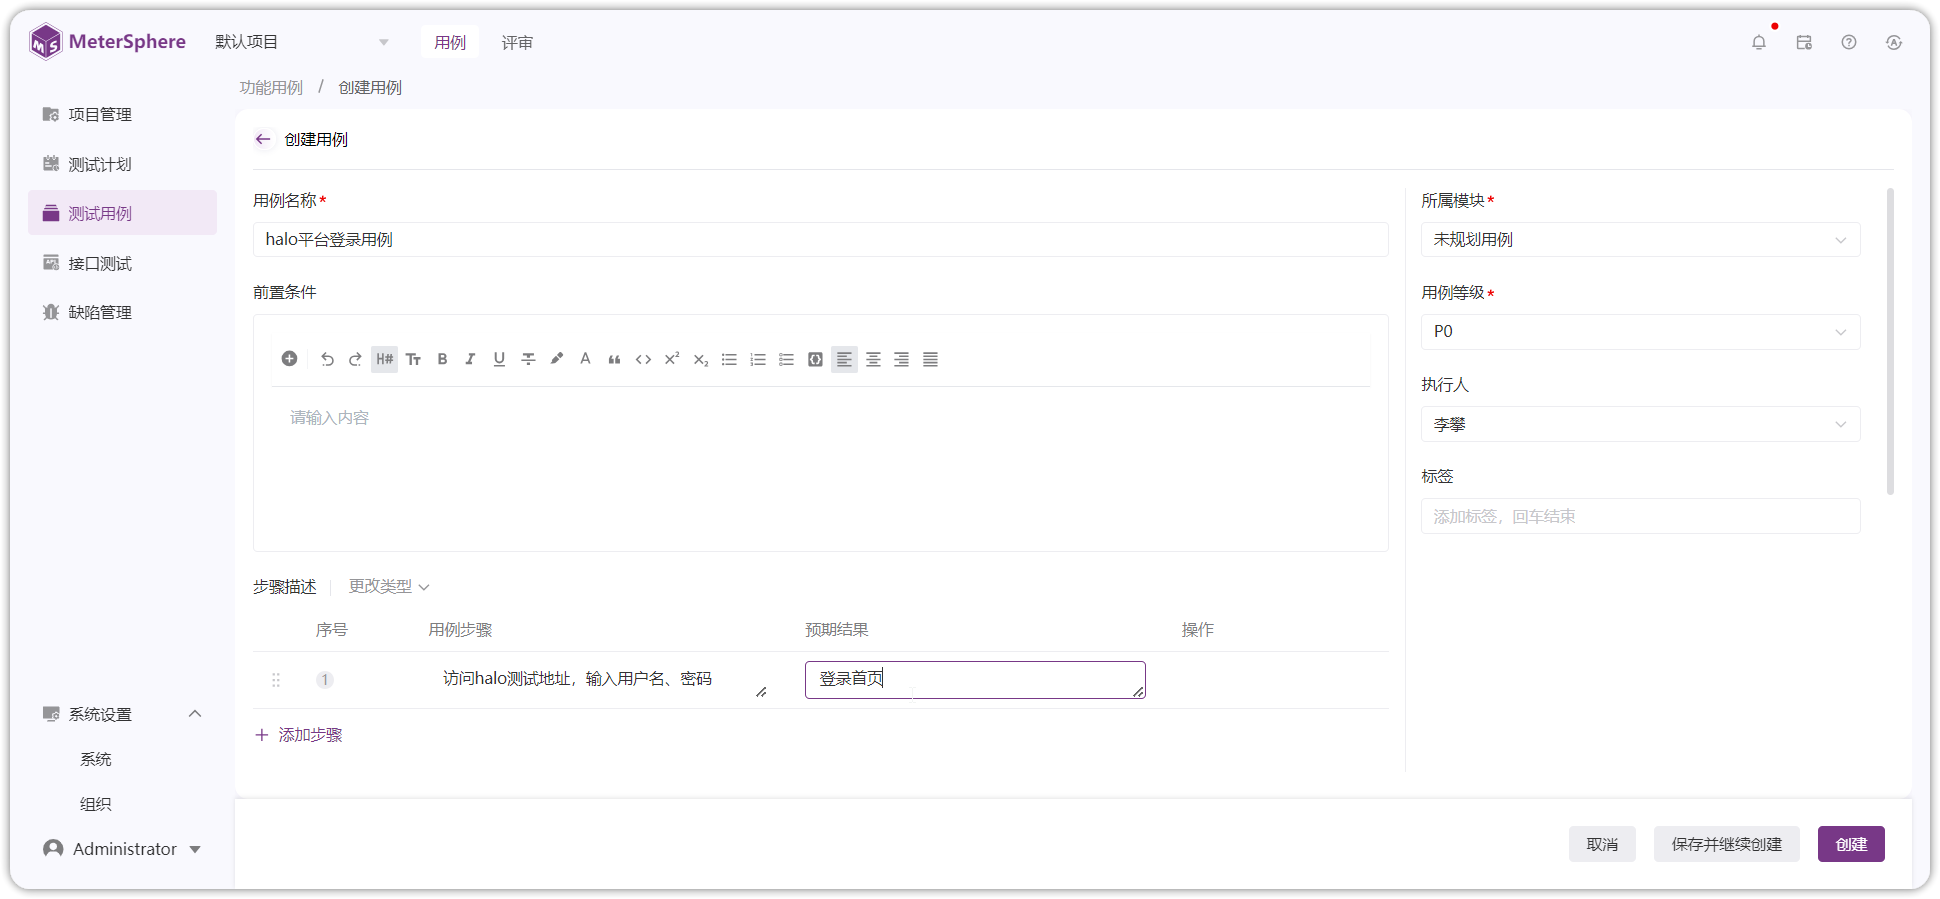 MeterSphere 默认项目 用例 评审
功能用例 / 创建用例
项目管理
测试计划
测试用例
接口测试
缺陷管理
系统设置
系统
组织
Administrator
创建用例
用例名称*
halo平台登录用例
前置条件
H# Tт B I U A X² X₂
请输入内容
步骤描述 更改类型
序号 用例步骤 预期结果 操作
1 访问halo测试地址，输入用户名、密码 登录首页
添加步骤
所属模块*
未规划用例
用例等级*
P0
执行人
李攀
标签
添加标签，回车结束
取消 保存并继续创建 创建